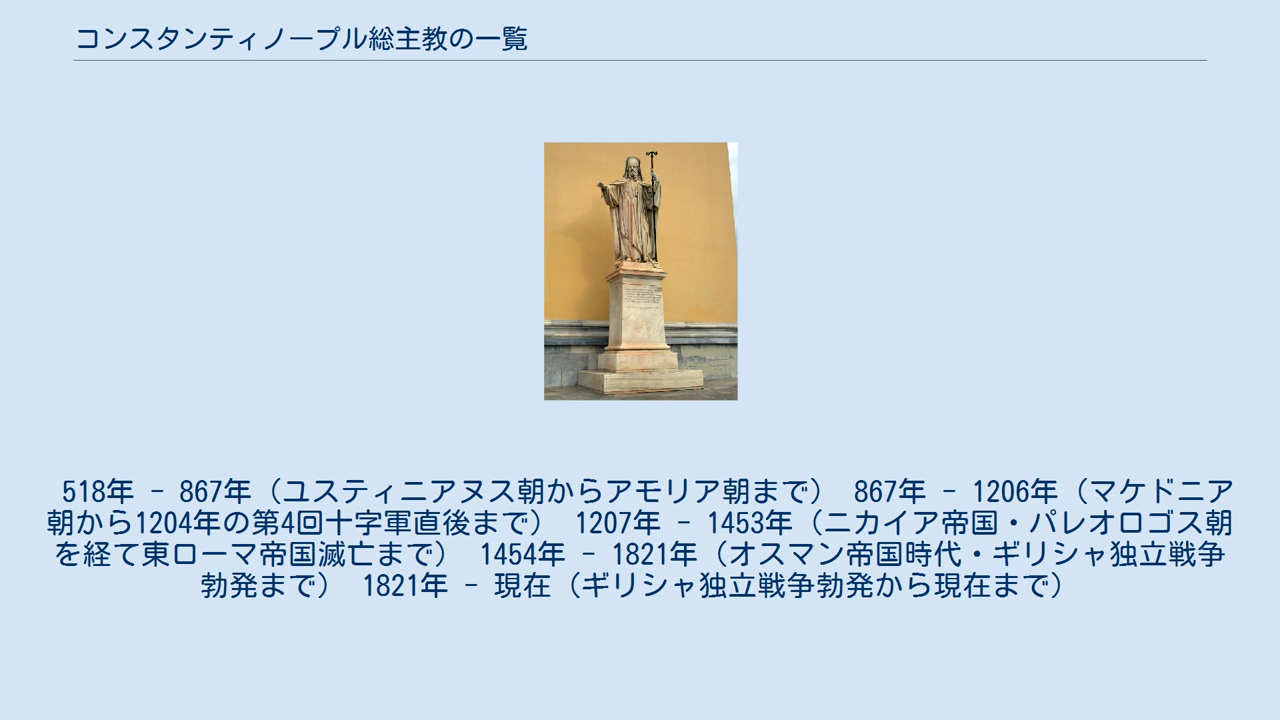 コンスタンティノープル総主教の一覧
518年 – 867年（ユスティニアヌス朝からアモリア朝まで） 867年 – 1206年（マケドニア
朝から1204年の第4回十字軍直後まで） 1207年 – 1453年（ニカイア帝国・パレオロゴス朝
を経て東ローマ帝国滅亡まで） 1454年 – 1821年（オスマン帝国時代・ギリシャ独立戦争
勃発まで） 1821年 – 現在（ギリシャ独立戦争勃発から現在まで）